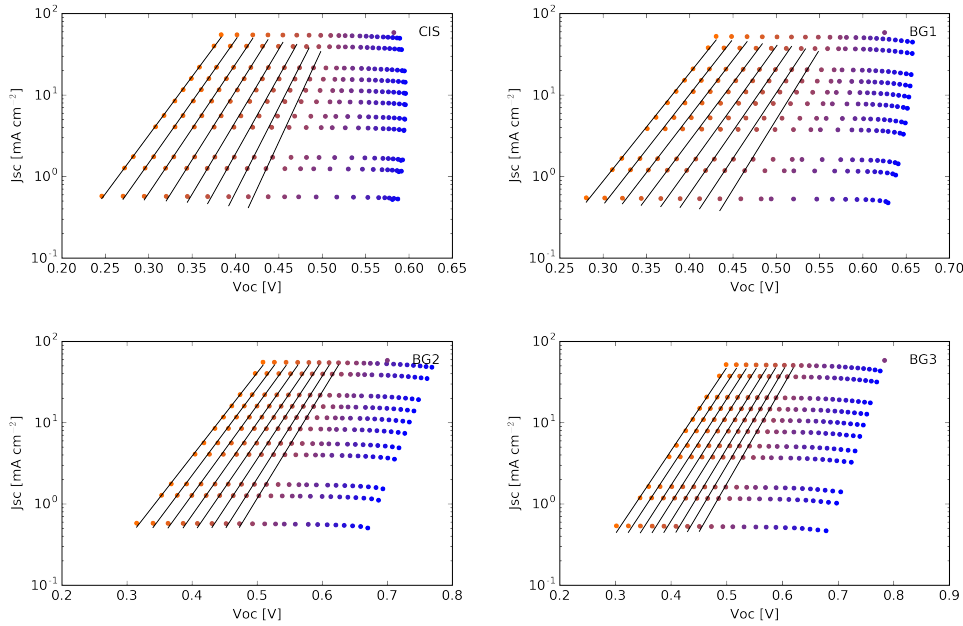 10^2
10^1
10^0
10^-1
Jsc [mA cm^-2]
CIS
0.20 0.25 0.30 0.35 0.40 0.45 0.50 0.55 0.60 0.65
Voc [V]
10^2
10^1
10^0
10^-1
Jsc [mA cm^-2]
BG1
0.25 0.30 0.35 0.40 0.45 0.50 0.55 0.60 0.65 0.70
Voc [V]
10^2
10^1
10^0
10^-1
Jsc [mA cm^-2]
BG2
0.2 0.3 0.4 0.5 0.6 0.7 0.8
Voc [V]
10^2
10^1
10^0
10^-1
Jsc [mA cm^-2]
BG3
0.2 0.3 0.4 0.5 0.6 0.7 0.8 0.9
Voc [V]